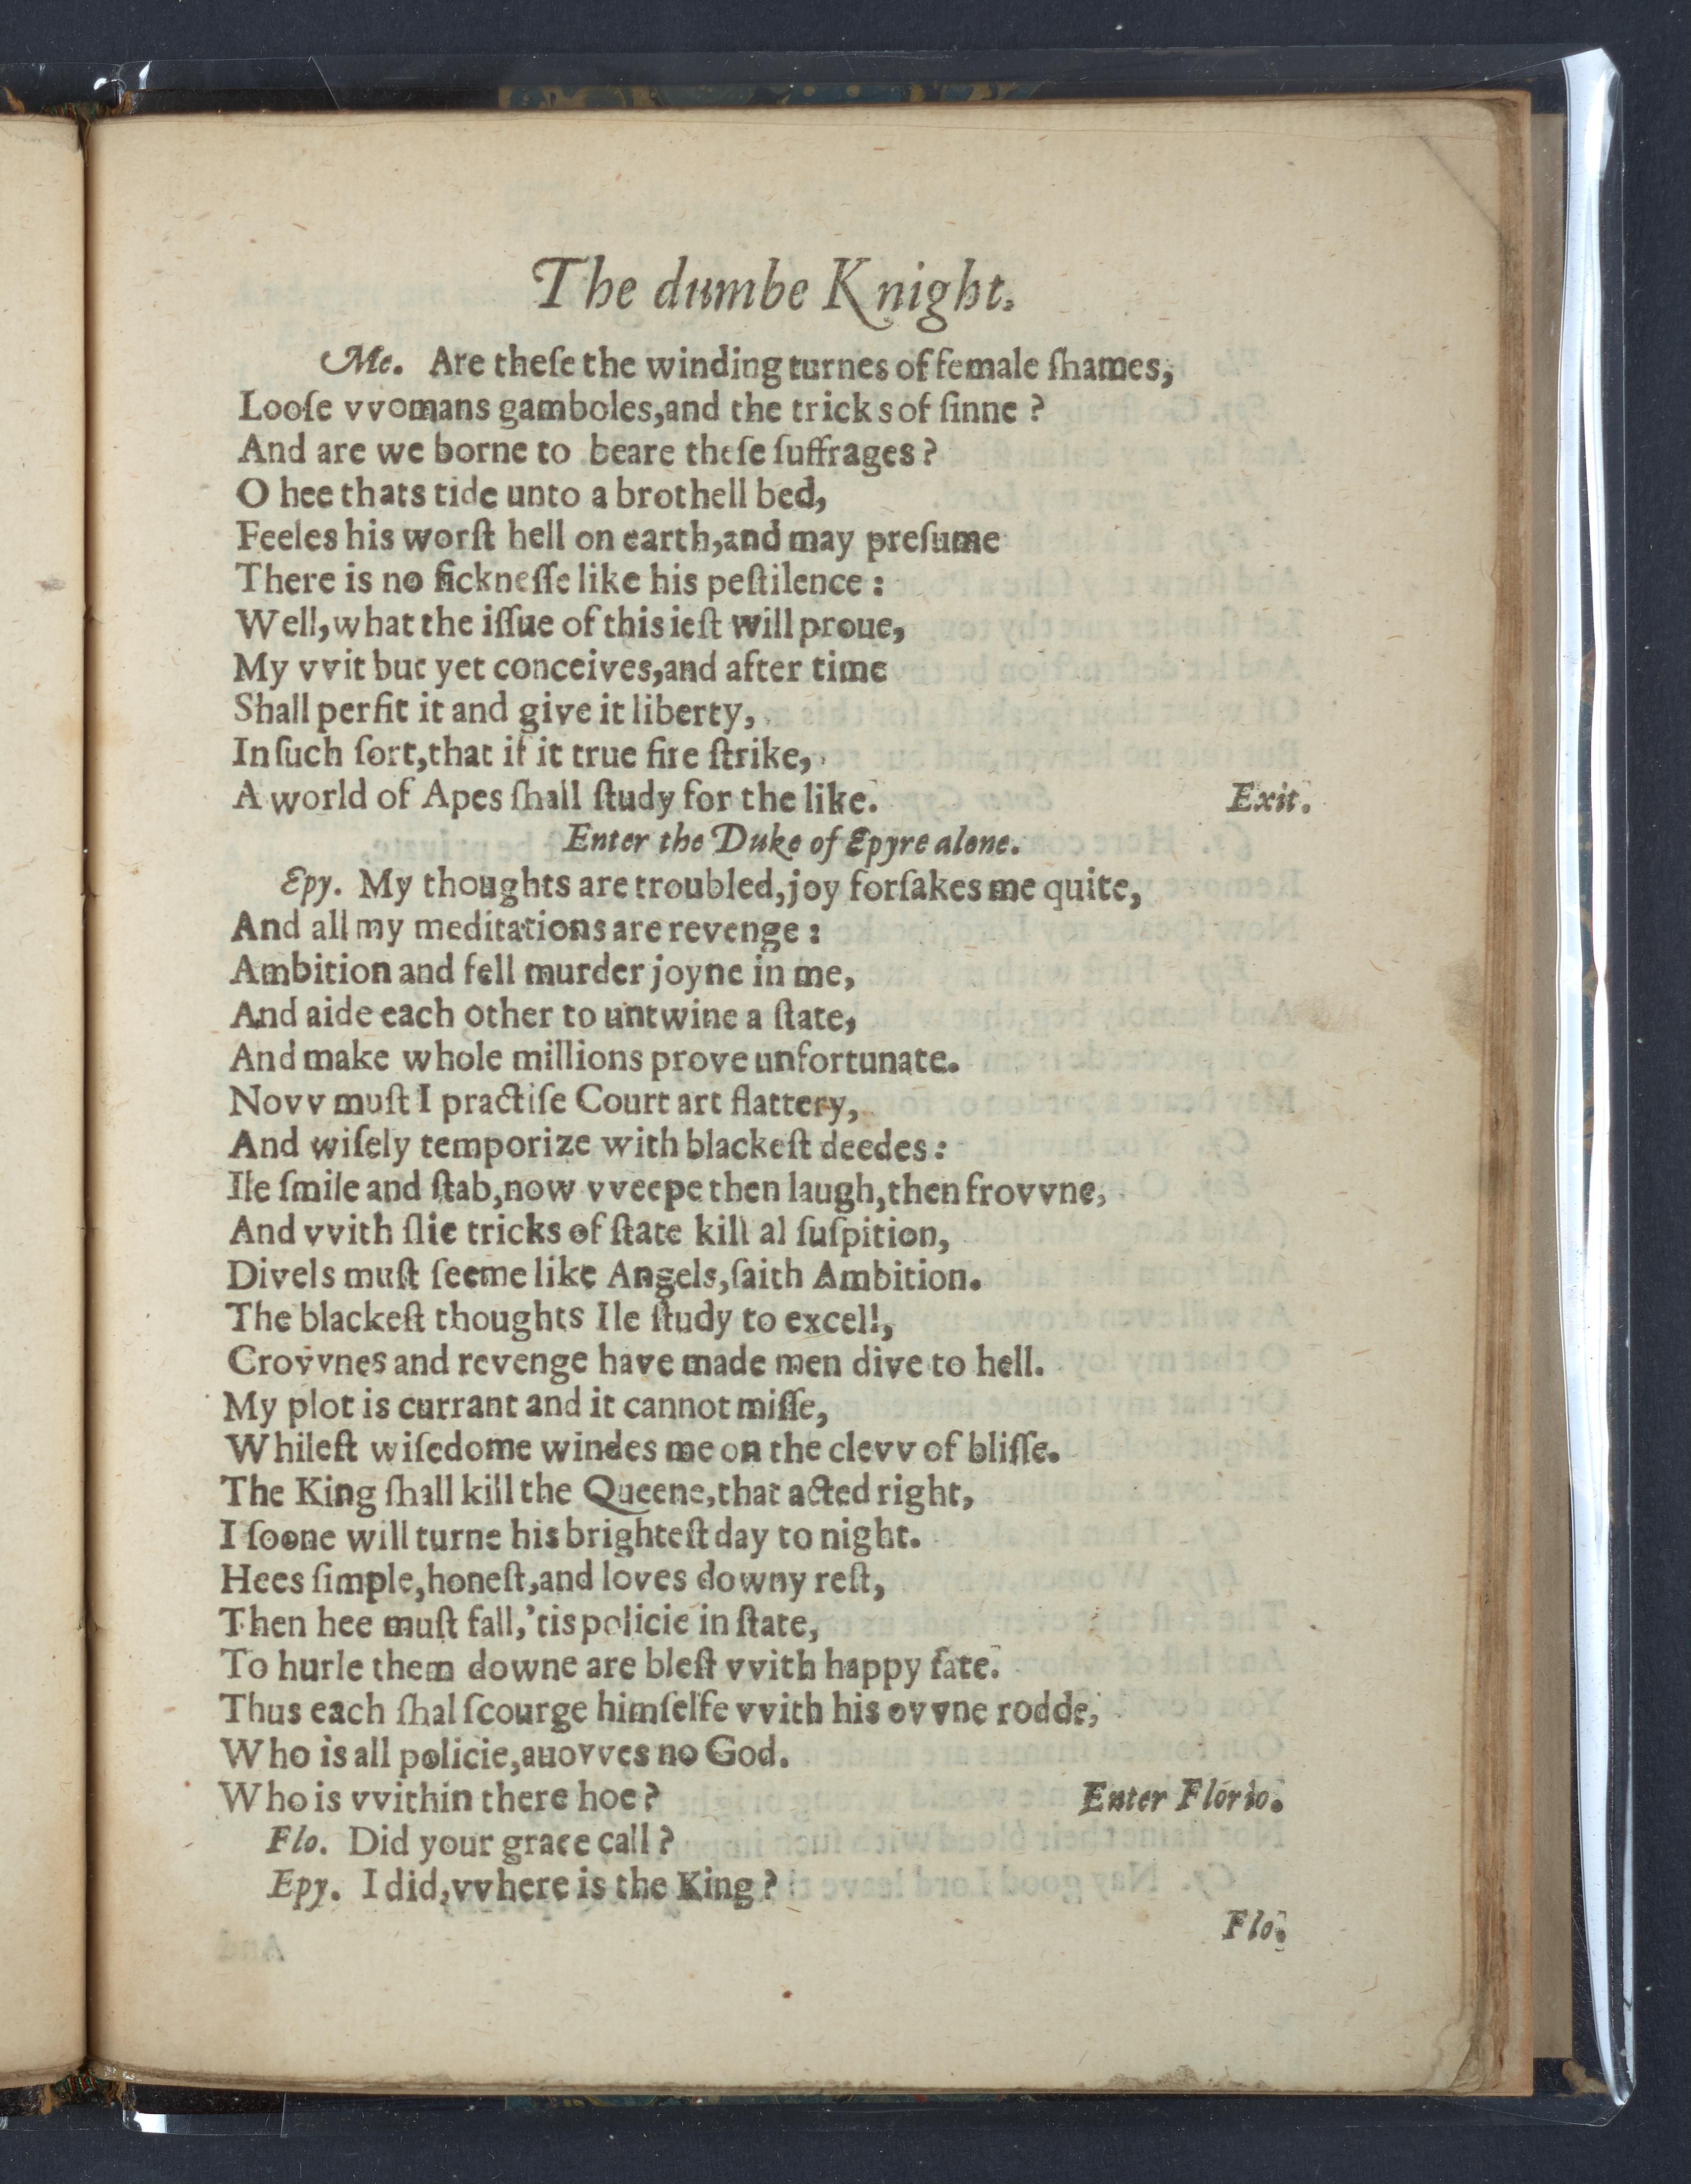 The dumbe Knight.
Me. Are theſe the winding turnes of female ſhames,
Looſe vvomans gamboles,and the tricks of ſinne ?
And are we borne to beare theſe ſuffrages ?
O hee thats tide unto a brothell bed,
Feeles his worſt hell on earth,and may preſume
There is no ſickneſſe like his peſtilence :
Well,what the iſſue of this ieſt will proue,
My vvit but yet conceives,and after time
Shall perfit it and give it liberty,
In ſuch ſort,that if it true fire ſtrike,
A world of Apes ſhall ſtudy for the like. Exit.
Enter the Duke of Epyre alone.
Epy. My thoughts are troubled,joy forſakes me quite,
And all my meditations are revenge :
Ambition and fell murder joyne in me,
And aide each other to untwine a ſtate,
And make whole millions prove unfortunate.
Novv muſt I practiſe Court art flattery,
And wiſely temporize with blackeſt deedes :
Ile ſmile and ſtab,now vveepe then laugh,then frovvne,
And vvith ſlie tricks of ſtate kill al ſuſpition,
Divels muſt ſeeme like Angels,ſaith Ambition.
The blackeſt thoughts Ile ſtudy to excell,
Crovvnes and revenge have made men dive to hell.
My plot is currant and it cannot miſſe,
Whileſt wiſedome windes me on the clevv of bliſſe.
The King ſhall kill the Queene,that acted right,
I ſoone will turne his brighteſt day to night.
Hees ſimple,honeſt,and loves downy reſt,
Then hee muſt fall,'tis policie in ſtate,
To hurle them downe are bleſt vvith happy fate.
Thus each ſhal ſcourge himſelfe vvith his ovvne rodde,
Who is all policie,auovves no God.
Who is vvithin there hoe ? Enter Florio.
Flo. Did your grace call ?
Epy. I did,vvhere is the King ?
Flo.